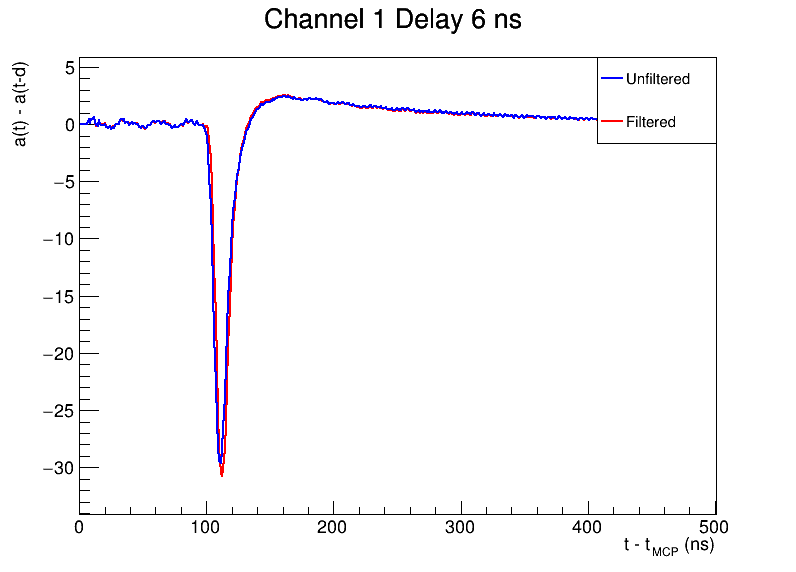 Channel 1 Delay 6 ns
a(t) - a(t-d)
5
0
−5
−10
−15
−20
−25
−30
0 100 200 300 400 500
t - tMCP (ns)
Unfiltered
Filtered